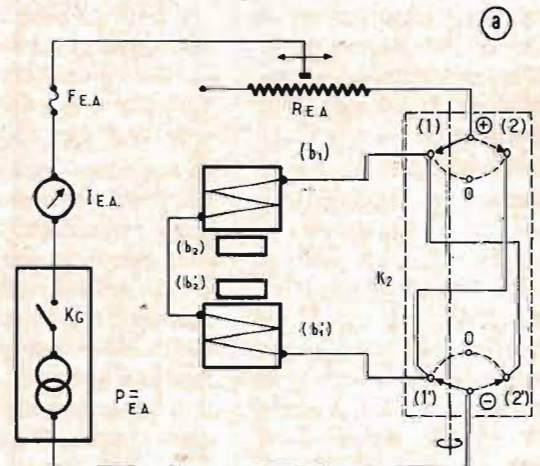 a
F E.A.
R E.A
(1) ⊕ (2)
(b₁)
0
I E.A.
(b₂)
(b₂')
K₂
K G
(b₁')
0
P = E.A.
(1') ⊖ (2')